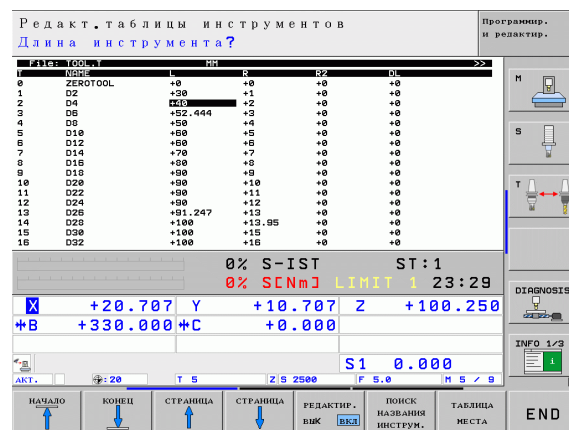 Редакт.таблицы инструментов
Длина инструмента?
Программир.
и редактир.
File: TOOL.T MM >>
T NAME L R R2 DL
0 ZEROTOOL +0 +0 +0 +0
1 D2 +30 +1 +0 +0
2 D4 +40 +2 +0 +0
3 D6 +52.444 +3 +0 +0
4 D8 +50 +4 +0 +0
5 D10 +60 +5 +0 +0
6 D12 +60 +6 +0 +0
7 D14 +70 +7 +0 +0
8 D16 +80 +8 +0 +0
9 D18 +90 +9 +0 +0
10 D20 +90 +10 +0 +0
11 D22 +90 +11 +0 +0
12 D24 +90 +12 +0 +0
13 D26 +91.247 +13 +0 +0
14 D28 +100 +13.95 +0 +0
15 D30 +100 +15 +0 +0
16 D32 +100 +16 +0 +0
M
S
T
0% S-IST ST:1
0% S[Nm] LIMIT 1 23:29
X +20.707 Y +10.707 Z +100.250
B +330.000 C +0.000
S1 0.000
АКТ. :20 T 5 Z S 2500 F 5.0 M 5 / 9
DIAGNOSIS
INFO 1/3
i
НАЧАЛО
КОНЕЦ
СТРАНИЦА
СТРАНИЦА
РЕДАКТИР.
ВЫК ВКЛ
ПОИСК
НАЗВАНИЯ
ИНСТРУМ.
ТАБЛИЦА
МЕСТА
END